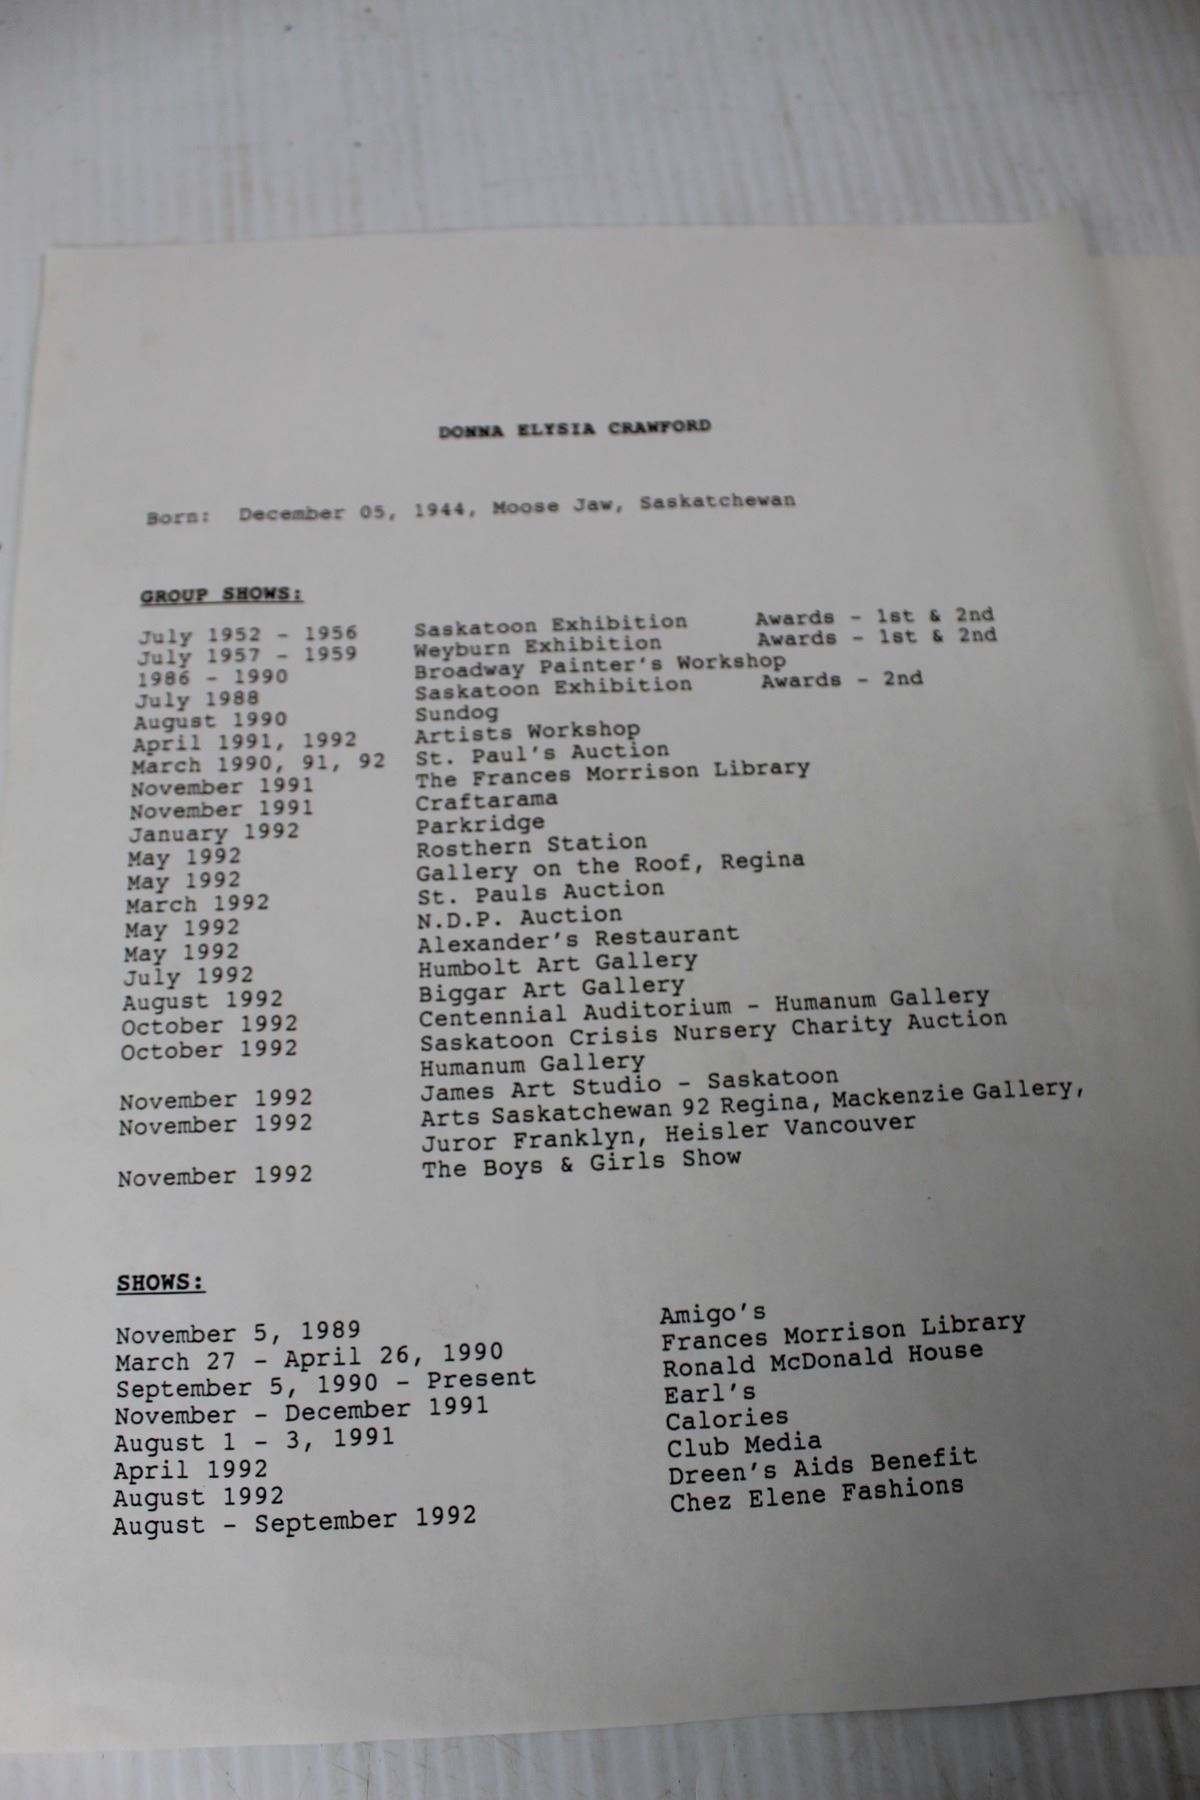 DONNA ELYSIA CRAWFORD
Born: December 05, 1944, Moose Jaw, Saskatchewan
GROUP SHOWS:
July 1952 - 1956 Saskatoon Exhibition Awards - 1st & 2nd
July 1957 - 1959 Weyburn Exhibition Awards - 1st & 2nd
1986 - 1990 Broadway Painter's Workshop
July 1988 Saskatoon Exhibition Awards - 2nd
August 1990 Sundog
April 1991, 1992 Artists Workshop
March 1990, 91, 92 St. Paul's Auction
November 1991 The Frances Morrison Library
November 1991 Craftarama
January 1992 Parkridge
May 1992 Rosthern Station
May 1992 Gallery on the Roof, Regina
March 1992 St. Pauls Auction
May 1992 N.D.P. Auction
May 1992 Alexander's Restaurant
July 1992 Humbolt Art Gallery
August 1992 Biggar Art Gallery
October 1992 Centennial Auditorium - Humanum Gallery
October 1992 Saskatoon Crisis Nursery Charity Auction
Humanum Gallery
November 1992 James Art Studio - Saskatoon
November 1992 Arts Saskatchewan 92 Regina, Mackenzie Gallery,
Juror Franklyn, Heisler Vancouver
November 1992 The Boys & Girls Show
SHOWS:
November 5, 1989 Amigo's
March 27 - April 26, 1990 Frances Morrison Library
September 5, 1990 - Present Ronald McDonald House
November - December 1991 Earl's
August 1 - 3, 1991 Calories
April 1992 Club Media
August 1992 Dreen's Aids Benefit
August - September 1992 Chez Elene Fashions